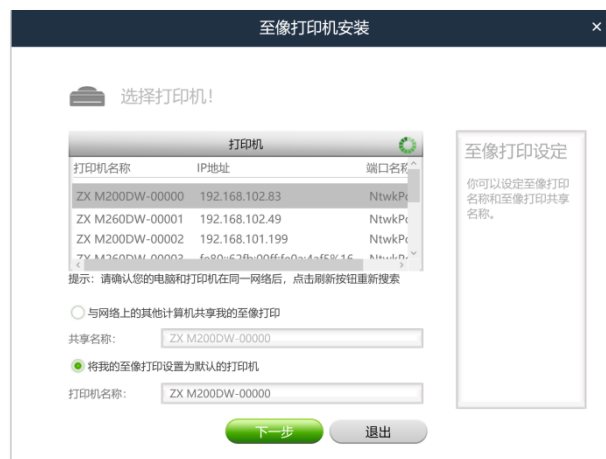 至像打印机安装
×
选择打印机!
打印机
打印机名称 IP地址 端口名称
ZX M200DW-00000 192.168.102.83 NtwkPo
ZX M260DW-00001 192.168.102.49 NtwkPo
ZX M200DW-00002 192.168.101.199 NtwkPo
提示：请确认您的电脑和打印机在同一网络后，点击刷新按钮重新搜索
与网络上的其他计算机共享我的至像打印
共享名称： ZX M200DW-00000
将我的至像打印设置为默认的打印机
打印机名称： ZX M200DW-00000
下一步 退出
至像打印设定
你可以设定至像打印
名称和至像打印共享
名称。